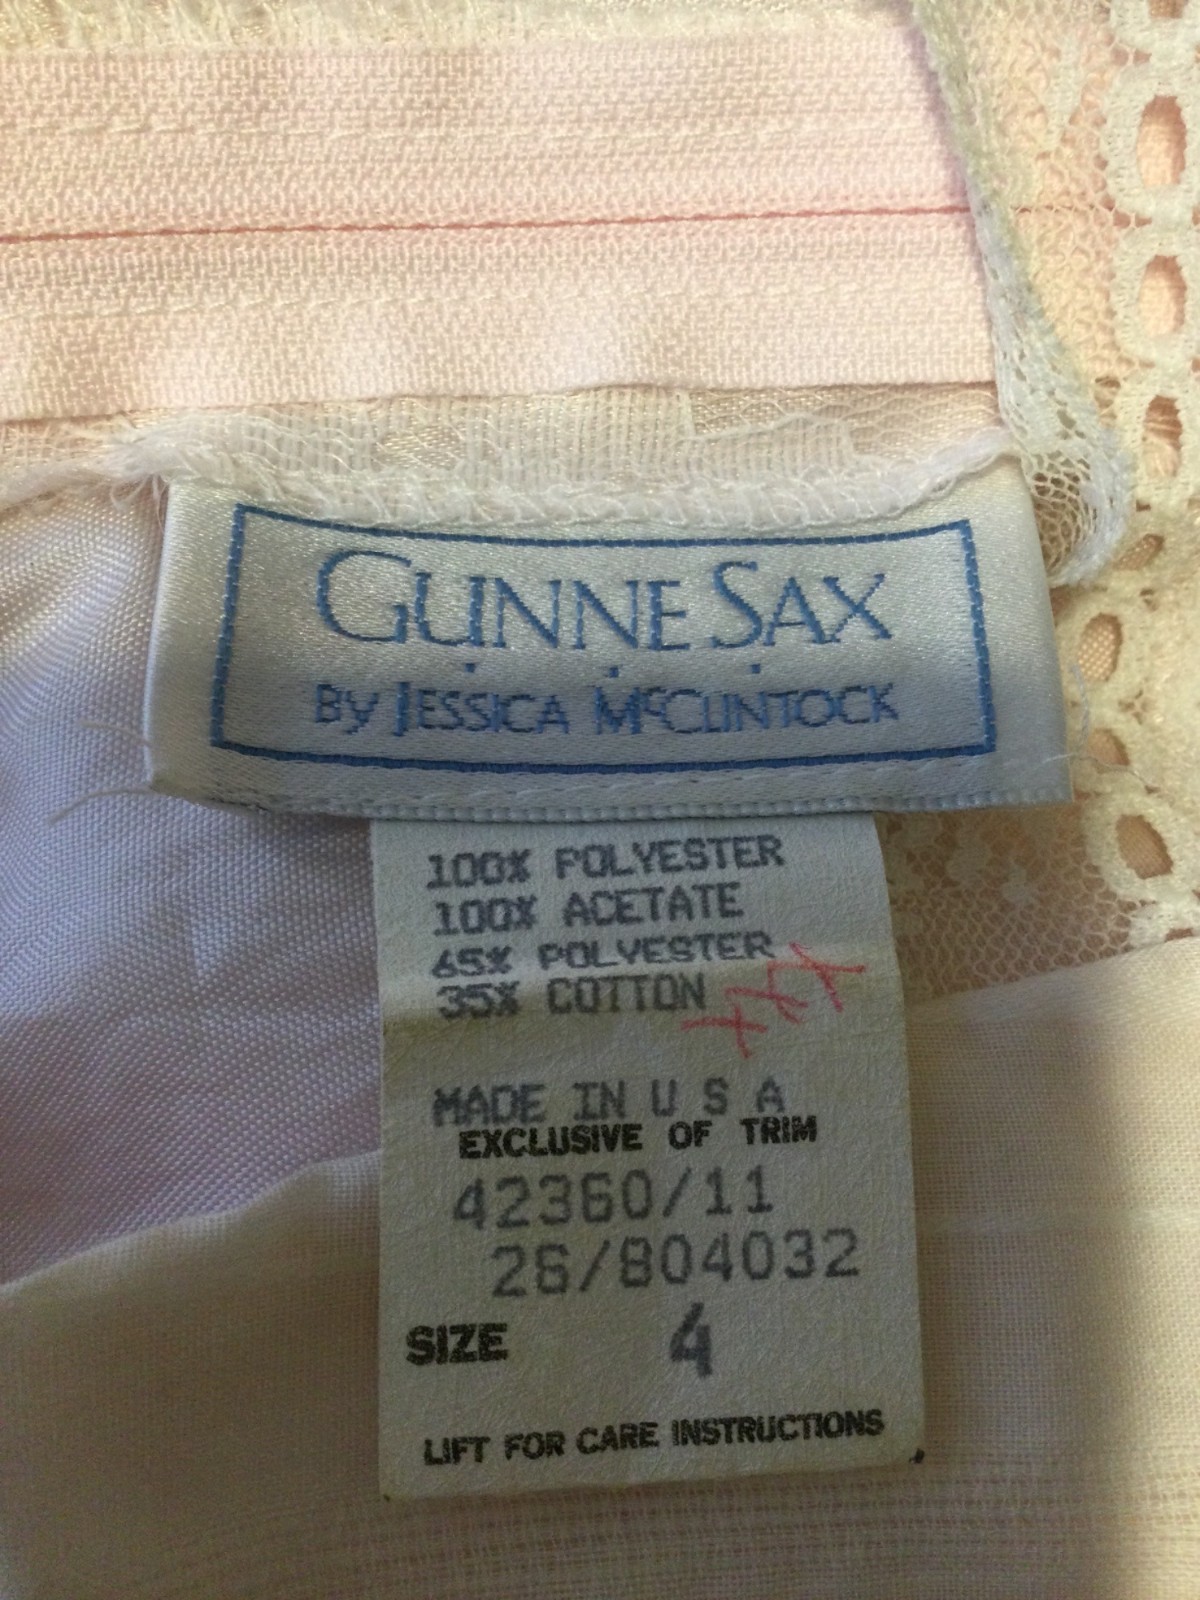 GUNNE SAX
BY JESSICA McCLINTOCK
100% POLYESTER
100% ACETATE
65% POLYESTER
35% COTTON
MADE IN U S A
EXCLUSIVE OF TRIM
42360/11
26/804032
SIZE 4
LIFT FOR CARE INSTRUCTIONS